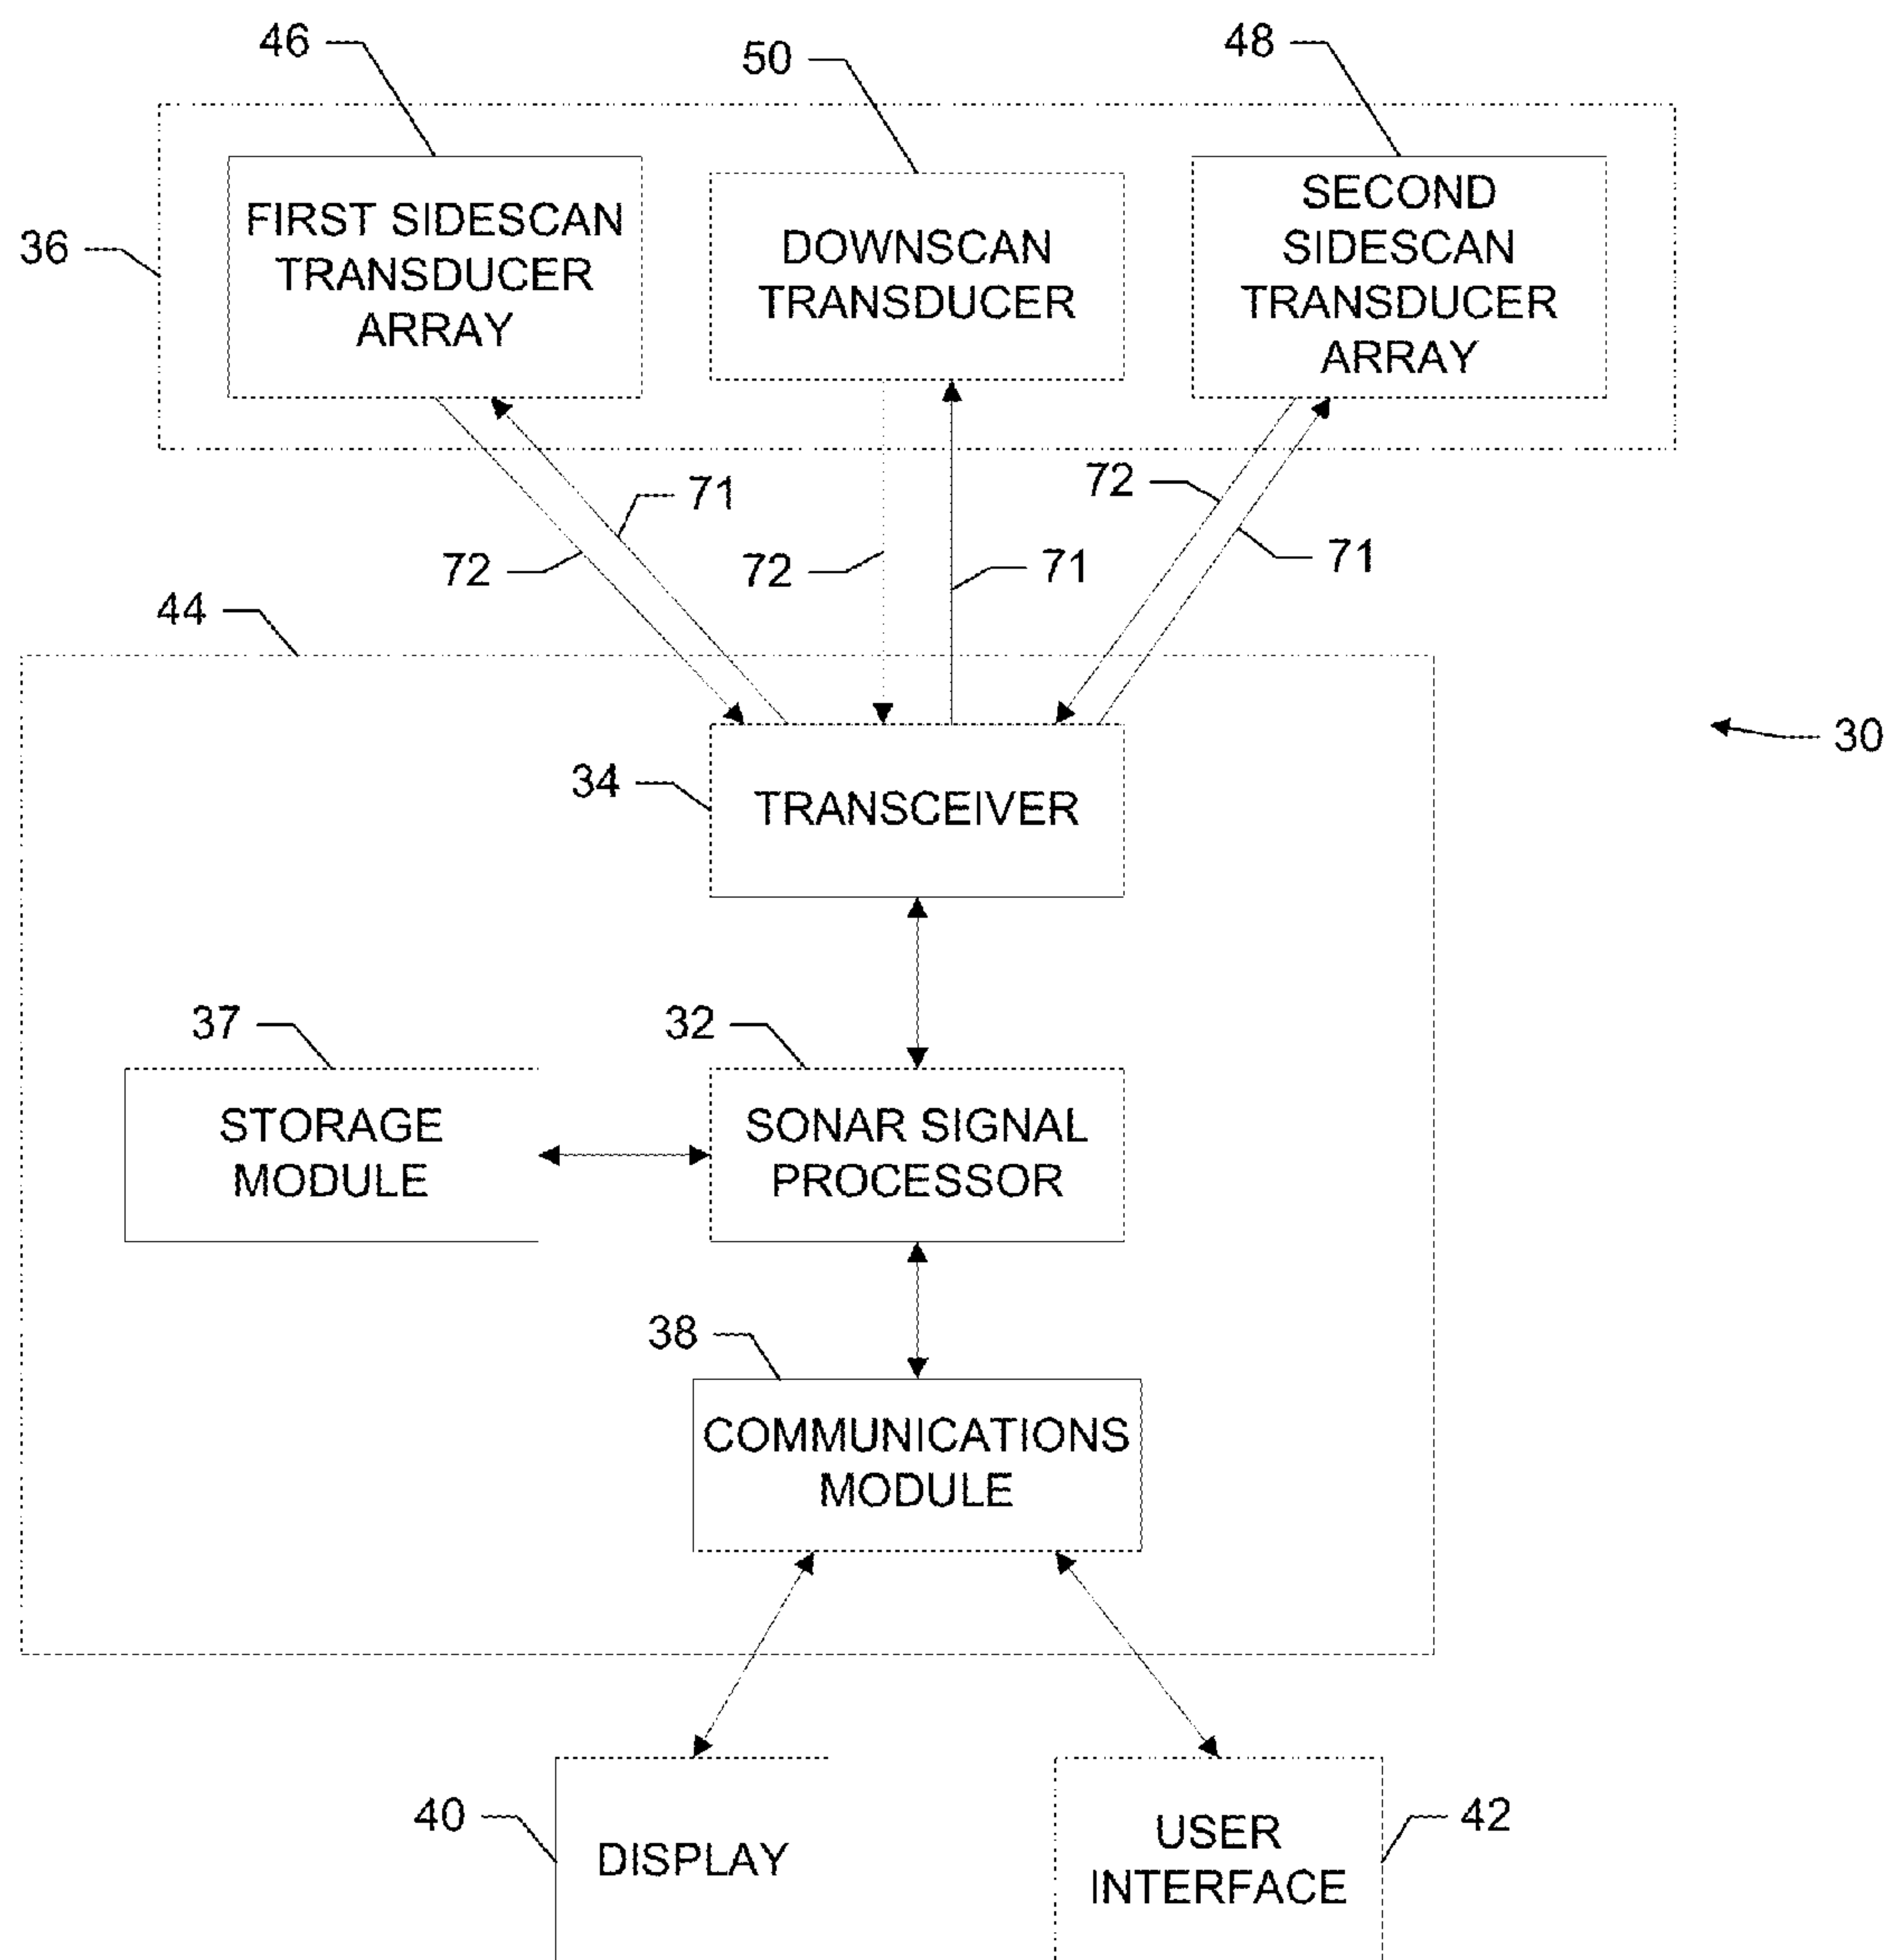 46
50
48
36
FIRST SIDESCAN
TRANSDUCER
ARRAY
DOWNSCAN
TRANSDUCER
SECOND
SIDESCAN
TRANSDUCER
ARRAY
71
72
72
72
71
71
44
30
34
TRANSCEIVER
37
32
STORAGE
MODULE
SONAR SIGNAL
PROCESSOR
38
COMMUNICATIONS
MODULE
40
DISPLAY
USER
INTERFACE
42